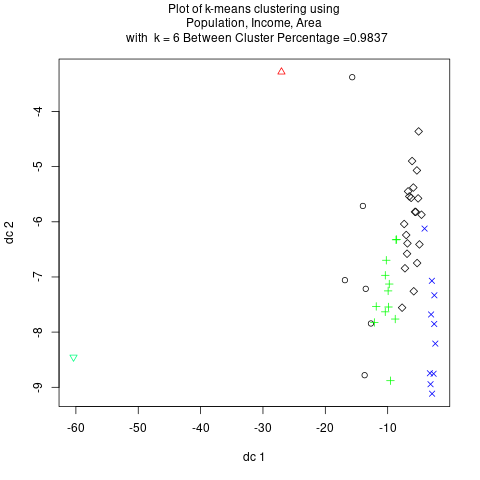 Plot of k-means clustering using
Population, Income, Area
with k = 6 Between Cluster Percentage =0.9837
-4
-5
-6
-7
-8
-9
dc 2
-60
-50
-40
-30
-20
-10
dc 1